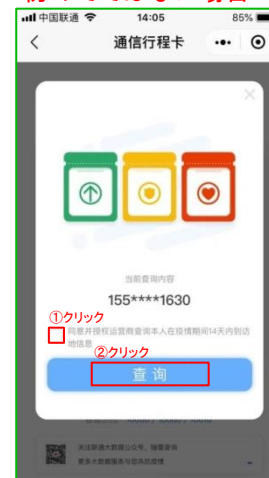 中国联通
14:05
85%
通信行程卡
当前查询内容
155****1630
①クリック
同意并授权运营商查询本人在疫情期间14天内到访
地信息
②クリック
查询
关注联通大数据公众号，随着查询
更多大数据服务与您共抗疫情